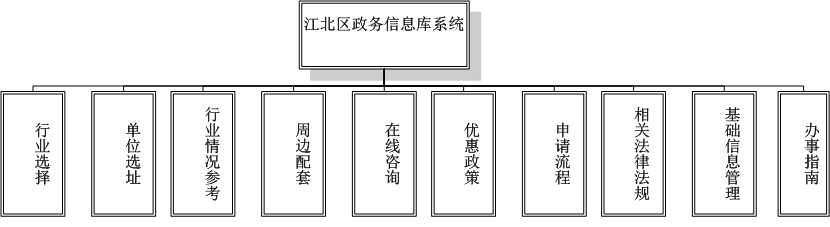 江北区政务信息库系统
行业选择
单位选址
行业情况参考
周边配套
在线咨询
优惠政策
申请流程
相关法律法规
基础信息管理
办事指南